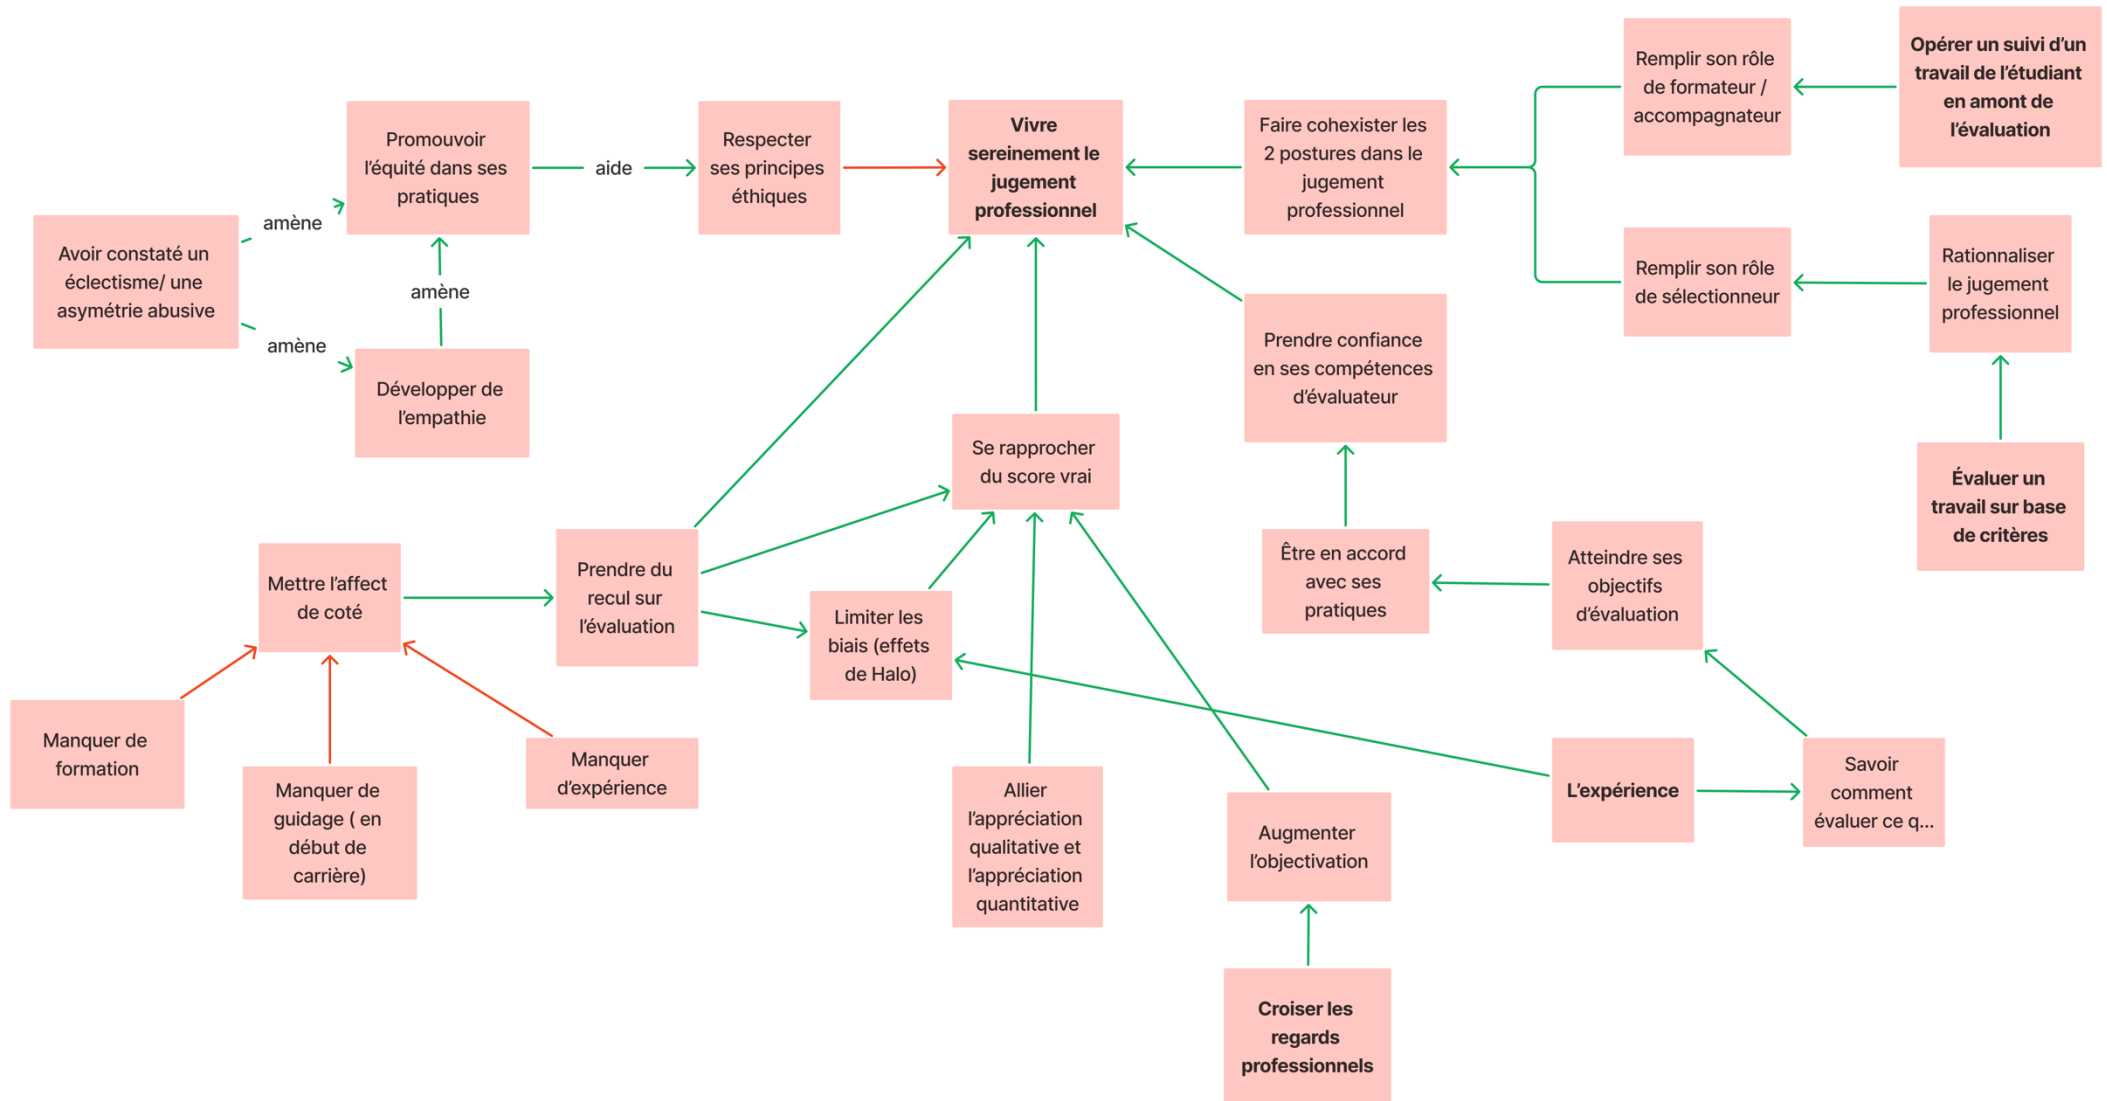 Opérer un suivi d’un
travail de l’étudiant
en amont de
l’évaluation
Remplir son rôle
de formateur /
accompagnateur
Vivre
sereinement le
jugement
professionnel
Faire cohexister les
2 postures dans le
jugement
professionnel
Promouvoir
l’équité dans ses
pratiques
aide
Respecter
ses principes
éthiques
amène
Avoir constaté un
éclectisme/ une
asymétrie abusive
amène
amène
Développer de
l’empathie
Remplir son rôle
de sélectionneur
Rationnaliser
le jugement
professionnel
Prendre confiance
en ses compétences
d’évaluateur
Se rapprocher
du score vrai
Évaluer un
travail sur base
de critères
Mettre l’affect
de coté
Prendre du
recul sur
l’évaluation
Limiter les
biais (effets
de Halo)
Être en accord
avec ses
pratiques
Atteindre ses
objectifs
d’évaluation
Manquer de
formation
Manquer de
guidage ( en
début de
carrière)
Manquer
d’expérience
Allier
l’appréciation
qualitative et
l’appréciation
quantitative
Augmenter
l’objectivation
L’expérience
Savoir
comment
évaluer ce q...
Croiser les
regards
professionnels